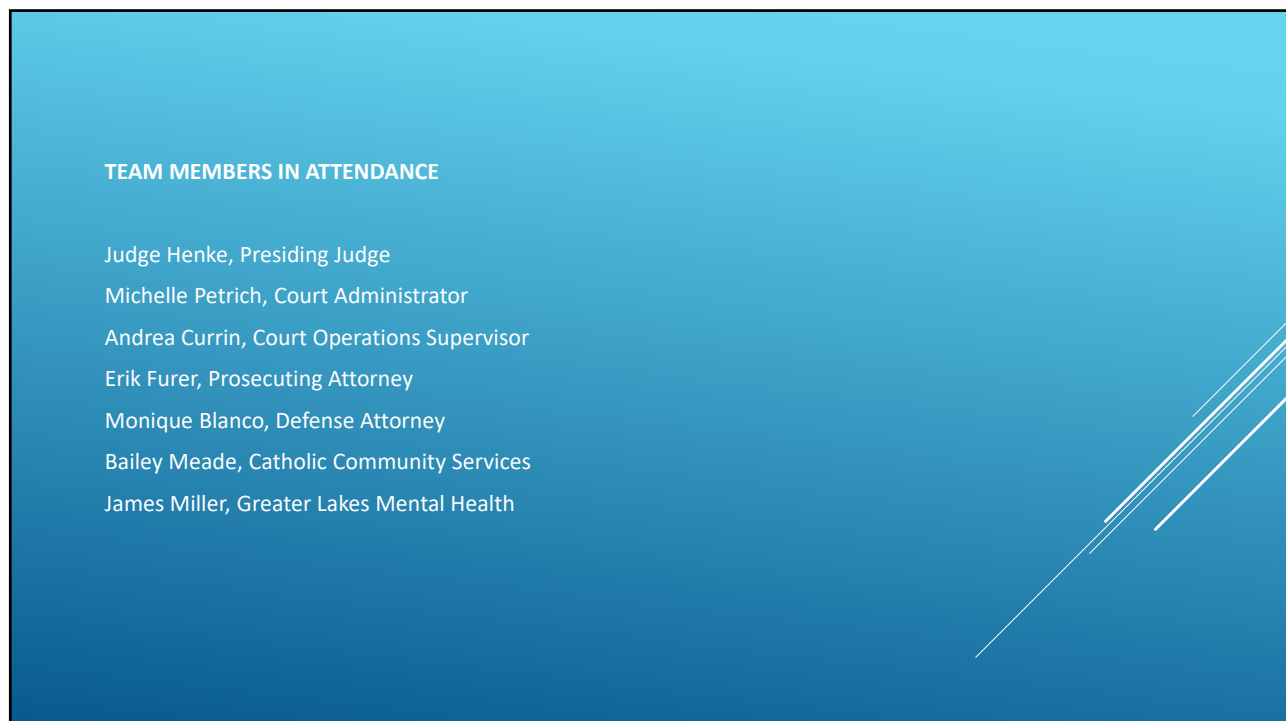 TEAM MEMBERS IN ATTENDANCE
Judge Henke, Presiding Judge
Michelle Petrich, Court Administrator
Andrea Currin, Court Operations Supervisor
Erik Furer, Prosecuting Attorney
Monique Blanco, Defense Attorney
Bailey Meade, Catholic Community Services
James Miller, Greater Lakes Mental Health